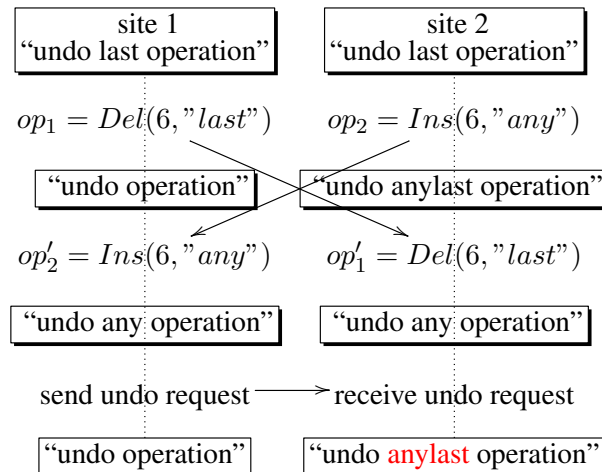 site 1
“undo last operation”
site 2
“undo last operation”
op₁ = Del(6,”last”)
op₂ = Ins(6,”any”)
“undo operation”
“undo anylast operation”
op′₂ = Ins(6,”any”)
op′₁ = Del(6,”last”)
“undo any operation”
“undo any operation”
send undo request
receive undo request
“undo operation”
“undo anylast operation”